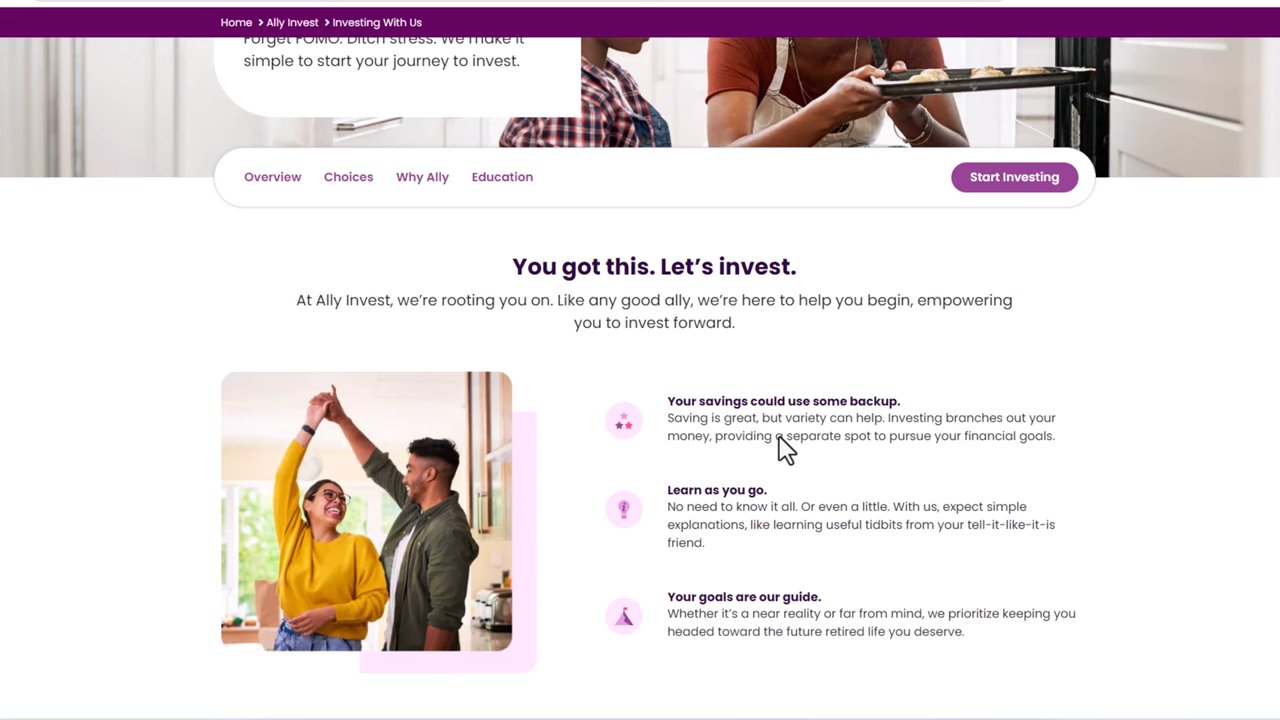 Home > Ally Invest > Investing With Us
Forget FOMO. Ditch stress. We make it
simple to start your journey to invest.
Overview Choices Why Ally Education Start Investing
You got this. Let's invest.
At Ally Invest, we're rooting you on. Like any good ally, we're here to help you begin, empowering
you to invest forward.
Your savings could use some backup.
Saving is great, but variety can help. Investing branches out your
money, providing a separate spot to pursue your financial goals.
Learn as you go.
No need to know it all. Or even a little. With us, expect simple
explanations, like learning useful tidbits from your tell-it-like-it-is
friend.
Your goals are our guide.
Whether it's a near reality or far from mind, we prioritize keeping you
headed toward the future retired life you deserve.